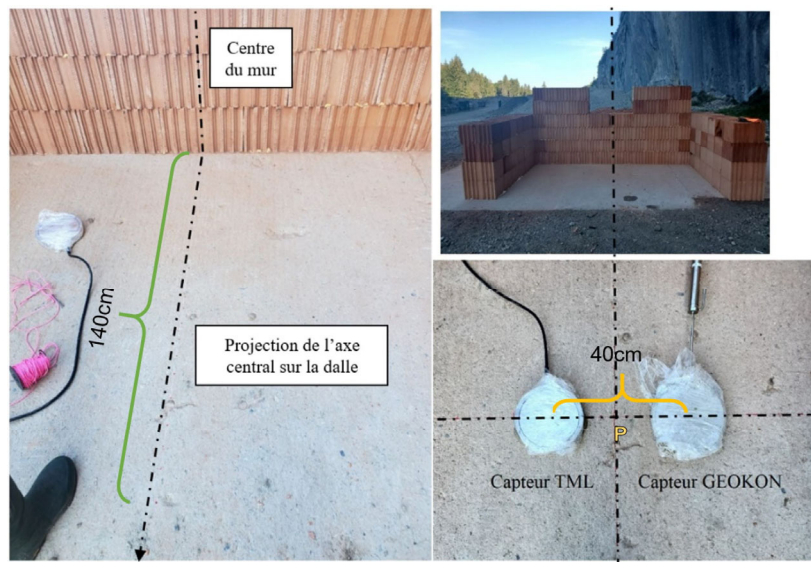 Centre
du mur
140cm
Projection de l'axe
central sur la dalle
40cm
P
Capteur TML
Capteur GEOKON